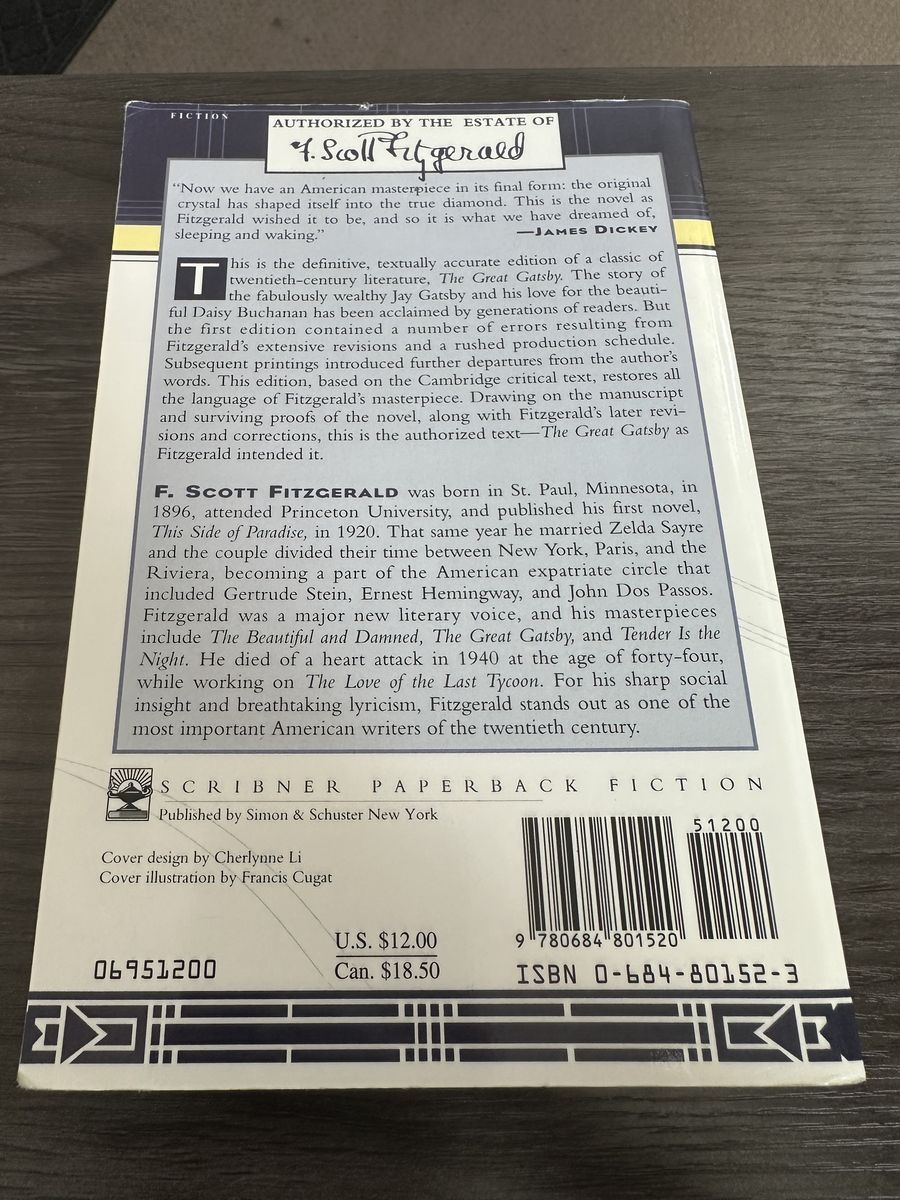 FICTION
AUTHORIZED BY THE ESTATE OF
F. Scott Fitzgerald
“Now we have an American masterpiece in its final form: the original
crystal has shaped itself into the true diamond. This is the novel as
Fitzgerald wished it to be, and so it is what we have dreamed of,
sleeping and waking.” —JAMES DICKEY
This is the definitive, textually accurate edition of a classic of
twentieth-century literature, The Great Gatsby. The story of
the fabulously wealthy Jay Gatsby and his love for the beauti-
ful Daisy Buchanan has been acclaimed by generations of readers. But
the first edition contained a number of errors resulting from
Fitzgerald’s extensive revisions and a rushed production schedule.
Subsequent printings introduced further departures from the author’s
words. This edition, based on the Cambridge critical text, restores all
the language of Fitzgerald’s masterpiece. Drawing on the manuscript
and surviving proofs of the novel, along with Fitzgerald’s later revi-
sions and corrections, this is the authorized text—The Great Gatsby as
Fitzgerald intended it.
F. SCOTT FITZGERALD was born in St. Paul, Minnesota, in
1896, attended Princeton University, and published his first novel,
This Side of Paradise, in 1920. That same year he married Zelda Sayre
and the couple divided their time between New York, Paris, and the
Riviera, becoming a part of the American expatriate circle that
included Gertrude Stein, Ernest Hemingway, and John Dos Passos.
Fitzgerald was a major new literary voice, and his masterpieces
include The Beautiful and Damned, The Great Gatsby, and Tender Is the
Night. He died of a heart attack in 1940 at the age of forty-four,
while working on The Love of the Last Tycoon. For his sharp social
insight and breathtaking lyricism, Fitzgerald stands out as one of the
most important American writers of the twentieth century.
SCRIBNER PAPERBACK FICTION
Published by Simon & Schuster New York
Cover design by Cherlynne Li
Cover illustration by Francis Cugat
06951200
U.S. $12.00
Can. $18.50
51200
9 780684 801520
ISBN 0-684-80152-3